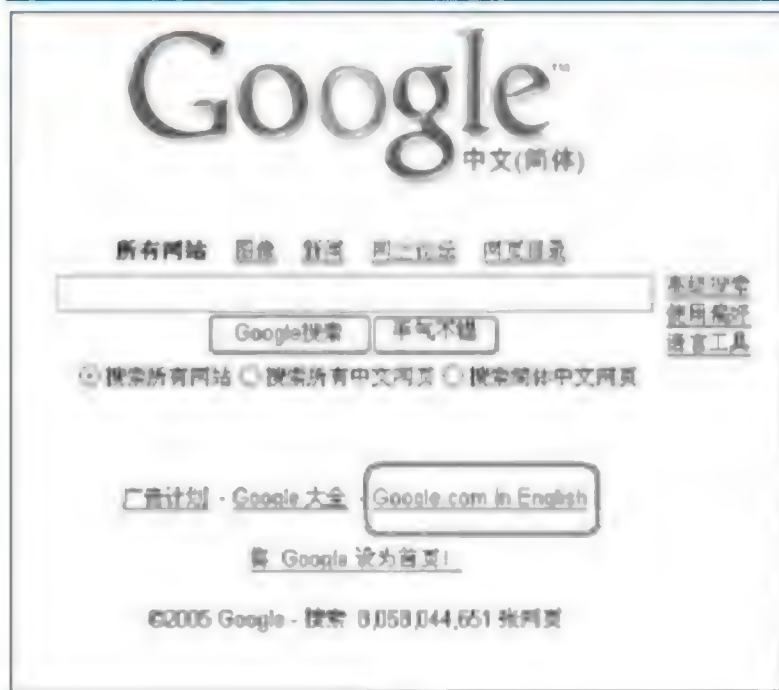 Google™
中文(简体)
所有网站 图像 新闻 网上论坛 网页目录
高级搜索
使用偏好
语言工具
Google搜索 手气不错
搜索所有网站 搜索所有中文网页 搜索简体中文网页
广告计划 - Google 大全 - Google.com in English
将 Google 设为首页!
©2005 Google - 搜索 8,058,044,651 张网页